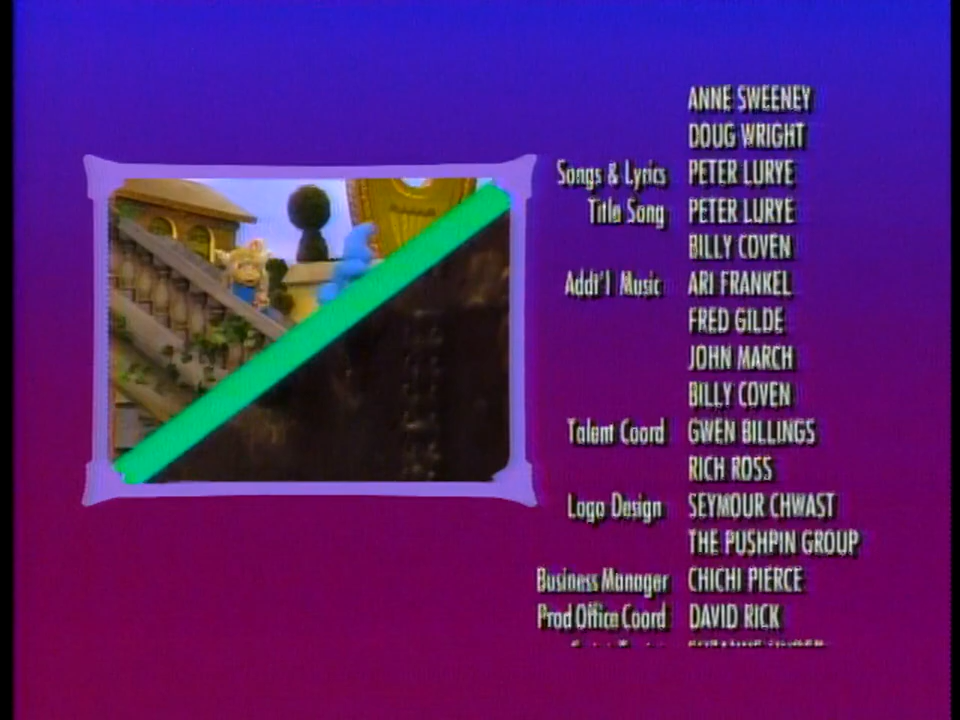 ANNE SWEENEY
DOUG WRIGHT
Songs & Lyrics PETER LURYE
Title Song PETER LURYE
BILLY COVEN
Addt'l Music ARI FRANKEL
FRED GILDE
JOHN MARCH
BILLY COVEN
Talent Coord GWEN BILLINGS
RICH ROSS
Logo Design SEYMOUR CHWAST
THE PUSHPIN GROUP
Business Manager CHICHI PIERCE
Prod Office Coord DAVID RICK